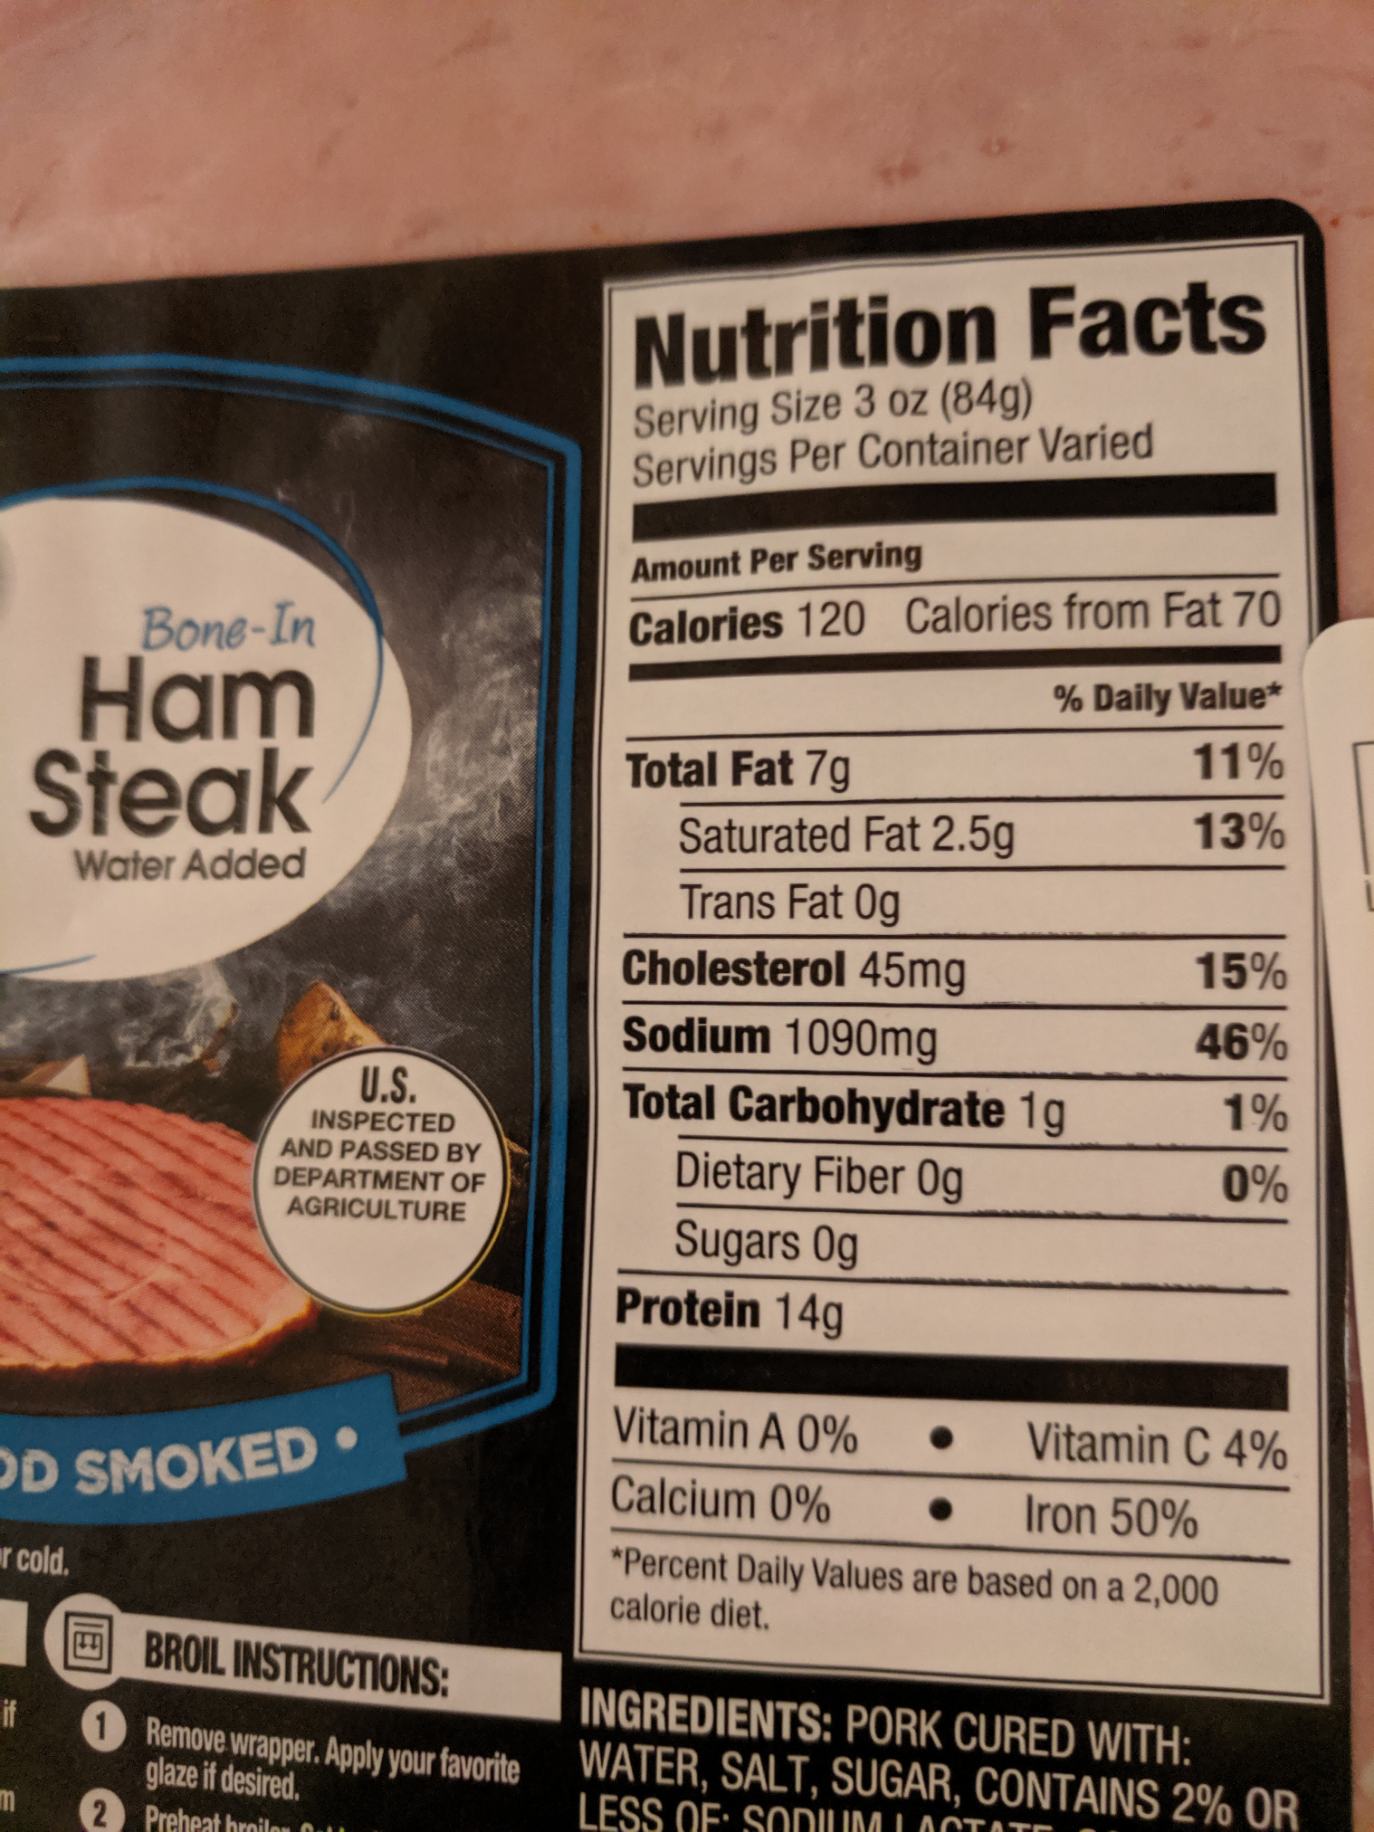 Bone-In
Ham
Steak
Water Added
U.S.
INSPECTED
AND PASSED BY
DEPARTMENT OF
AGRICULTURE
SMOKED •
cold.
BROIL INSTRUCTIONS:
if
1 Remove wrapper. Apply your favorite
glaze if desired.
2 Preheat broiler.
Nutrition Facts
Serving Size 3 oz (84g)
Servings Per Container Varied
Amount Per Serving
Calories 120 Calories from Fat 70
% Daily Value*
Total Fat 7g 11%
Saturated Fat 2.5g 13%
Trans Fat 0g
Cholesterol 45mg 15%
Sodium 1090mg 46%
Total Carbohydrate 1g 1%
Dietary Fiber 0g 0%
Sugars 0g
Protein 14g
Vitamin A 0% • Vitamin C 4%
Calcium 0% • Iron 50%
*Percent Daily Values are based on a 2,000
calorie diet.
INGREDIENTS: PORK CURED WITH:
WATER, SALT, SUGAR, CONTAINS 2% OR
LESS OF: SODIUM LACTATE,